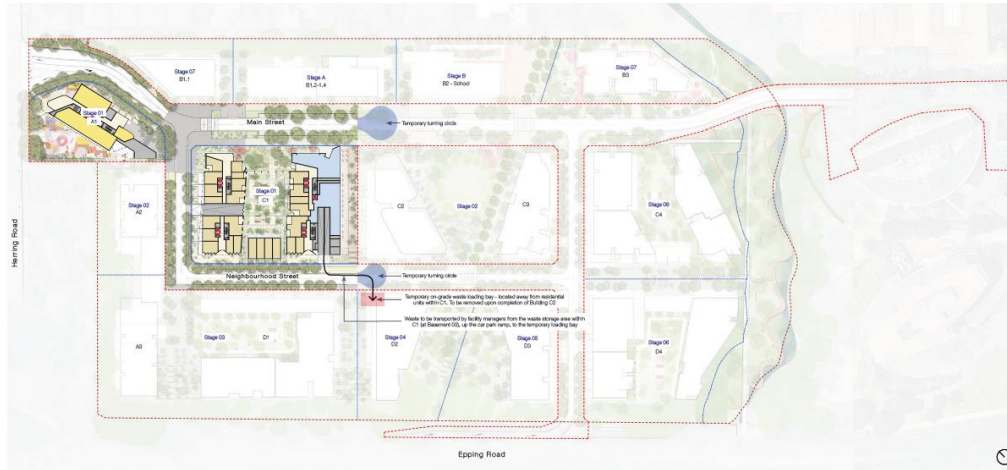 Stage 07
B1.1
Stage A
B1.2-1.4
Stage B
B2 - School
Stage 07
B3
Stage 01
A1
Main Street
Temporary turning circle
Stage 01
C1
Stage 02
A2
C2
Stage 02
C3
Stage 08
C4
Herring Road
Neighbourhood Street
Temporary turning circle
Temporary on-grade waste loading bay - located away from residential
units within C1. To be removed upon completion of Building C2
Waste to be transported by facility managers from the waste storage area within
C1 (at Basement 03), up the car park ramp, to the temporary loading bay
A3
Stage 03
D1
Stage 04
D2
Stage 05
D3
Stage 06
D4
Epping Road